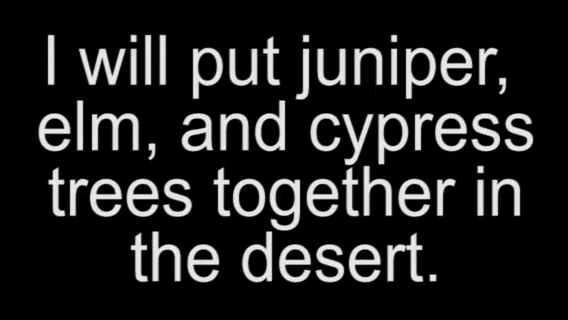 I will put juniper,
elm, and cypress
trees together in
the desert.